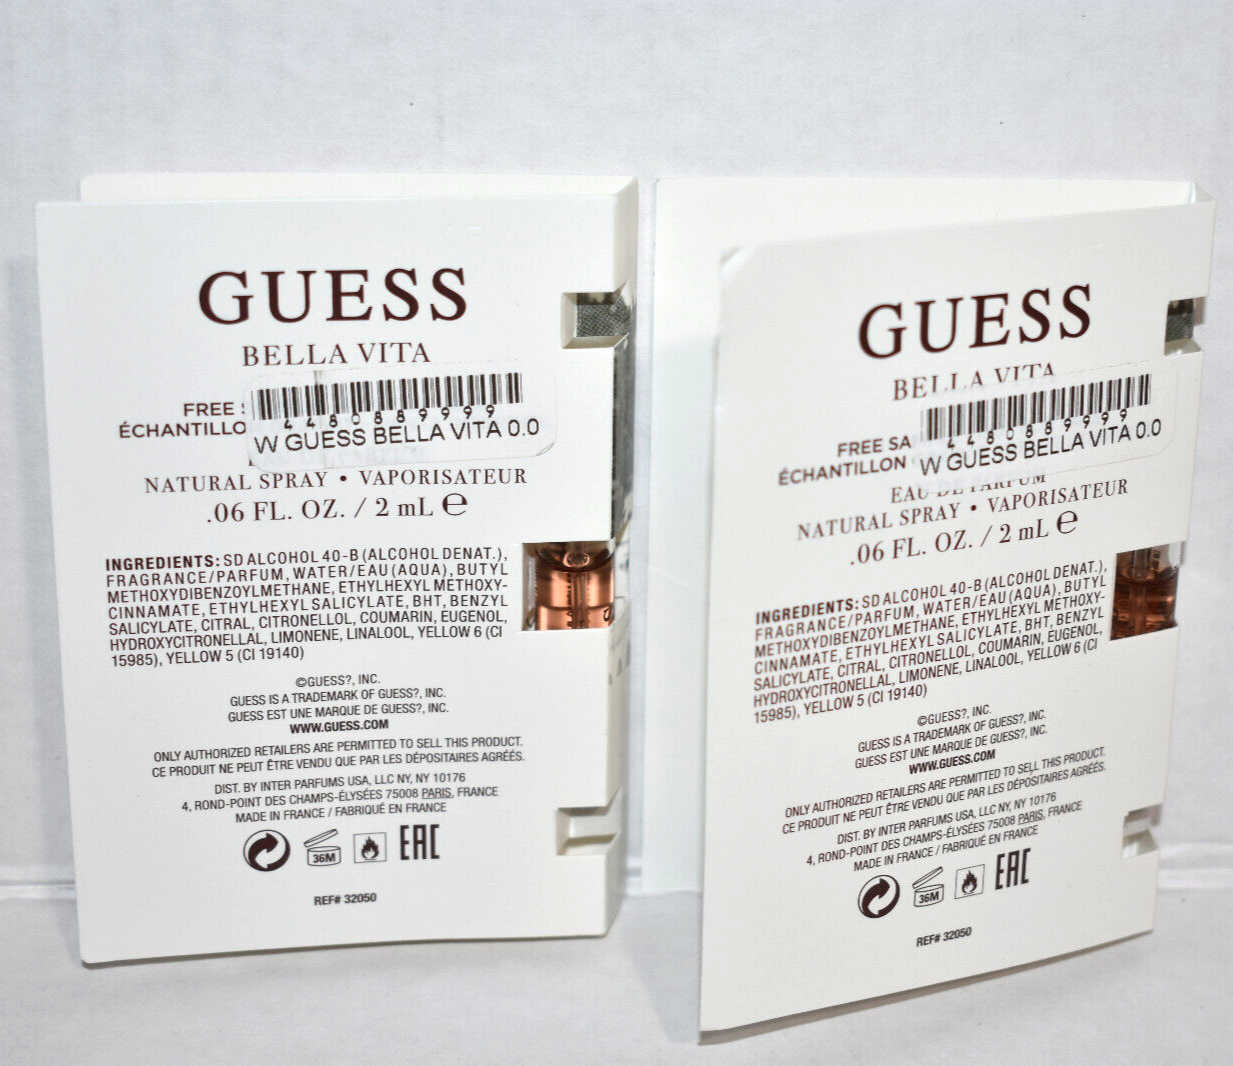 GUESS
BELLA VITA
FREE
ÉCHANTILLO
4480889999
W GUESS BELLA VITA 0.0
NATURAL SPRAY • VAPORISATEUR
.06 FL. OZ. / 2 mL ℮
INGREDIENTS: SD ALCOHOL 40-B (ALCOHOL DENAT.),
FRAGRANCE/PARFUM, WATER/EAU (AQUA), BUTYL
METHOXYDIBENZOYLMETHANE, ETHYLHEXYL METHOXY-
CINNAMATE, ETHYLHEXYL SALICYLATE, BHT, BENZYL
SALICYLATE, CITRAL, CITRONELLOL, COUMARIN, EUGENOL,
HYDROXYCITRONELLAL, LIMONENE, LINALOOL, YELLOW 6 (CI
15985), YELLOW 5 (CI 19140)
©GUESS?, INC.
GUESS IS A TRADEMARK OF GUESS?, INC.
GUESS EST UNE MARQUE DE GUESS?, INC.
WWW.GUESS.COM
ONLY AUTHORIZED RETAILERS ARE PERMITTED TO SELL THIS PRODUCT.
CE PRODUIT NE PEUT ÊTRE VENDU QUE PAR LES DÉPOSITAIRES AGRÉÉS.
DIST. BY INTER PARFUMS USA, LLC NY, NY 10176
4, ROND-POINT DES CHAMPS-ÉLYSÉES 75008 PARIS, FRANCE
MADE IN FRANCE / FABRIQUÉ EN FRANCE
36M
EAC
REF# 32050
GUESS
BELLA VITA
FREE SA
ÉCHANTILLON
4480889999
W GUESS BELLA VITA 0.0
EAU DE PARFUM
NATURAL SPRAY • VAPORISATEUR
.06 FL. OZ. / 2 mL ℮
INGREDIENTS: SD ALCOHOL 40-B (ALCOHOL DENAT.),
FRAGRANCE/PARFUM, WATER/EAU (AQUA), BUTYL
METHOXYDIBENZOYLMETHANE, ETHYLHEXYL METHOXY-
CINNAMATE, ETHYLHEXYL SALICYLATE, BHT, BENZYL
SALICYLATE, CITRAL, CITRONELLOL, COUMARIN, EUGENOL,
HYDROXYCITRONELLAL, LIMONENE, LINALOOL, YELLOW 6 (CI
15985), YELLOW 5 (CI 19140)
©GUESS?, INC.
GUESS IS A TRADEMARK OF GUESS?, INC.
GUESS EST UNE MARQUE DE GUESS?, INC.
WWW.GUESS.COM
ONLY AUTHORIZED RETAILERS ARE PERMITTED TO SELL THIS PRODUCT.
CE PRODUIT NE PEUT ÊTRE VENDU QUE PAR LES DÉPOSITAIRES AGRÉÉS.
DIST. BY INTER PARFUMS USA, LLC NY, NY 10176
4, ROND-POINT DES CHAMPS-ÉLYSÉES 75008 PARIS, FRANCE
MADE IN FRANCE / FABRIQUÉ EN FRANCE
36M
EAC
REF# 32050